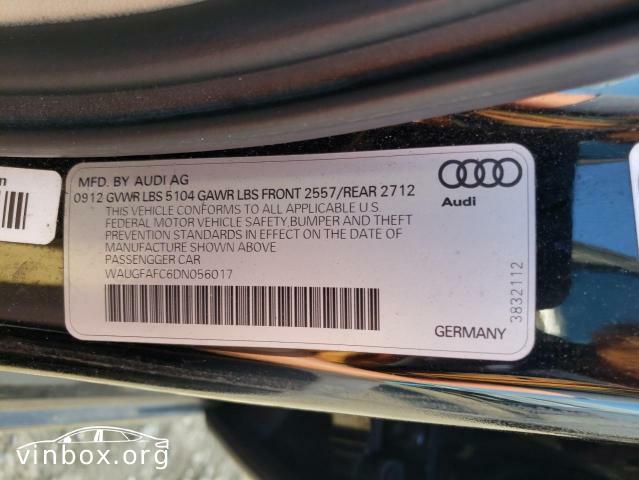 MFD. BY AUDI AG
0912 GVWR LBS 5104 GAWR LBS FRONT 2557/REAR 2712
THIS VEHICLE CONFORMS TO ALL APPLICABLE U.S.
FEDERAL MOTOR VEHICLE SAFETY,BUMPER AND THEFT
PREVENTION STANDARDS IN EFFECT ON THE DATE OF
MANUFACTURE SHOWN ABOVE
PASSENGGER CAR
WAUGFAFC6DN056017
Audi
3832112
GERMANY
vinbox.org